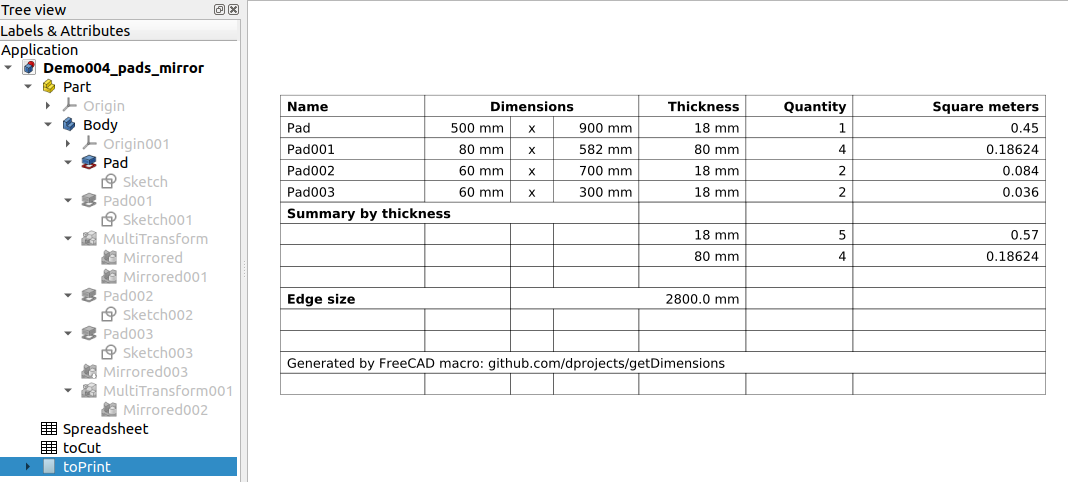 Tree view
Labels & Attributes
Application
Demo004_pads_mirror
Part
Origin
Body
Origin001
Pad
Sketch
Pad001
Sketch001
MultiTransform
Mirrored
Mirrored001
Pad002
Sketch002
Pad003
Sketch003
Mirrored003
MultiTransform001
Mirrored002
Spreadsheet
toCut
toPrint
Name Dimensions Thickness Quantity Square meters
Pad 500 mm x 900 mm 18 mm 1 0.45
Pad001 80 mm x 582 mm 80 mm 4 0.18624
Pad002 60 mm x 700 mm 18 mm 2 0.084
Pad003 60 mm x 300 mm 18 mm 2 0.036
Summary by thickness
18 mm 5 0.57
80 mm 4 0.18624
Edge size 2800.0 mm
Generated by FreeCAD macro: github.com/dprojects/getDimensions